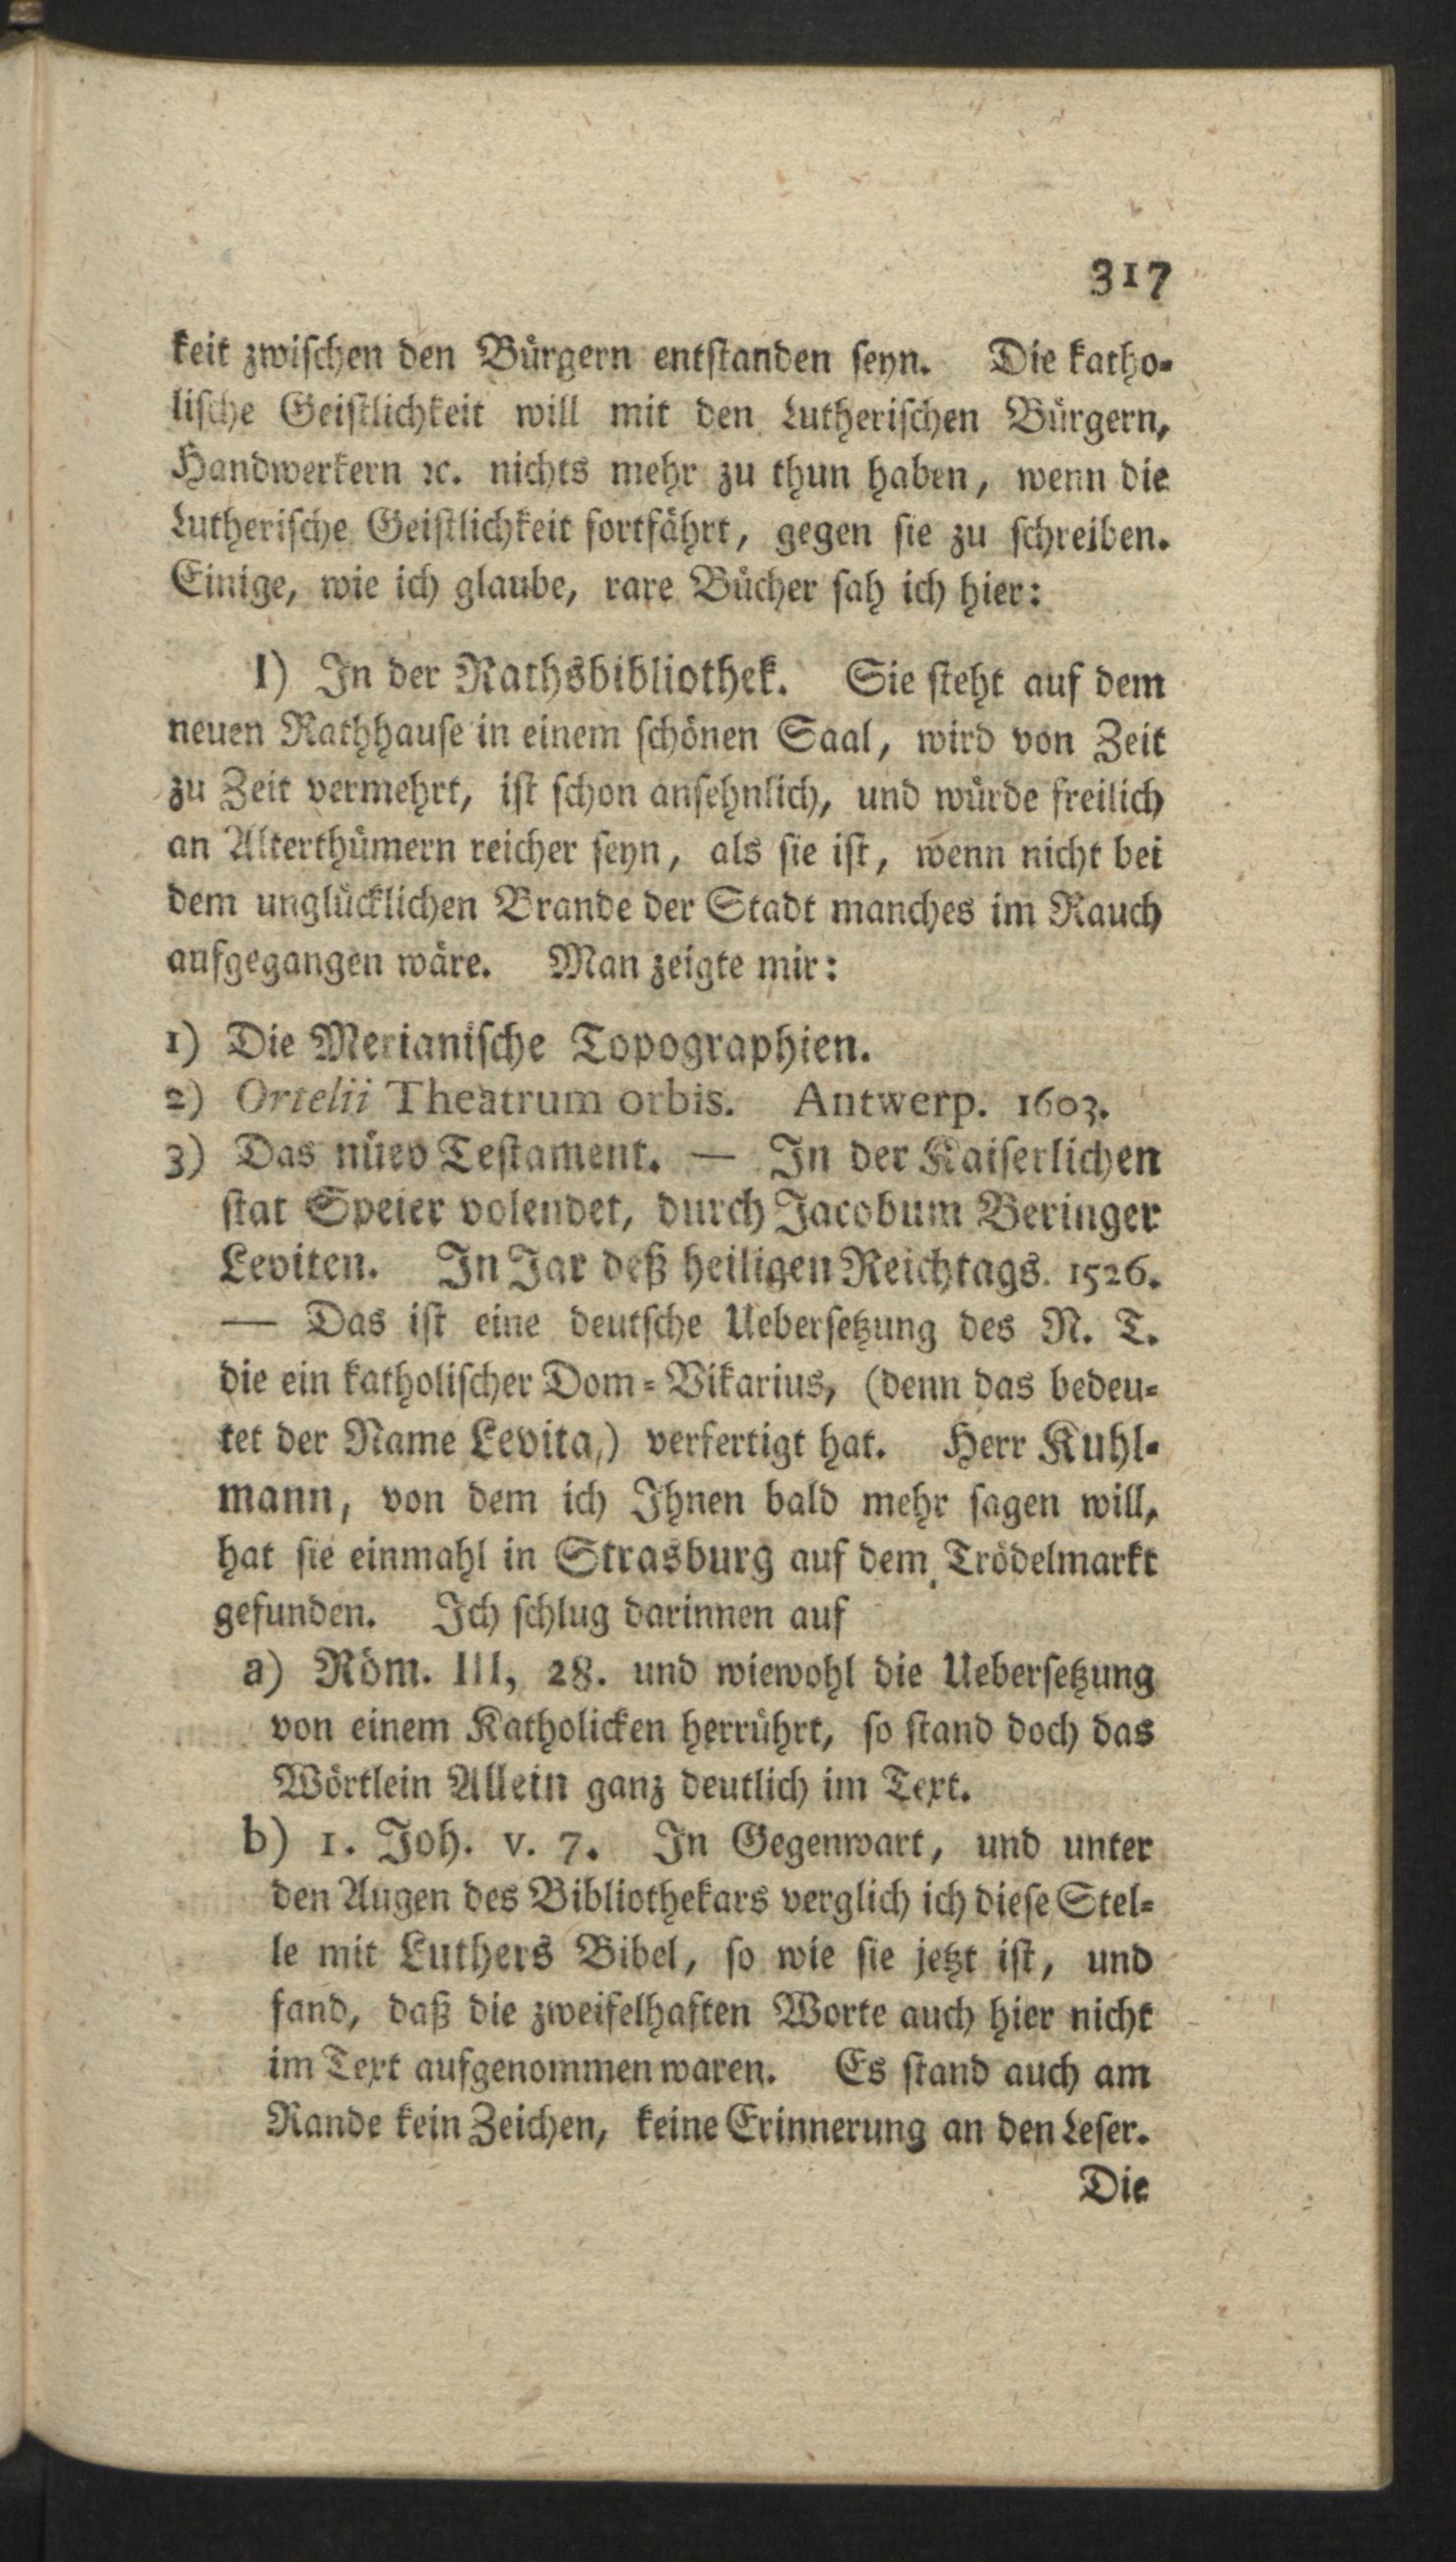 317
keit zwischen den Bürgern entstanden seyn. Die katho-
lische Geistlichkeit will mit den Lutherischen Bürgern,
Handwerkern ꝛc. nichts mehr zu thun haben, wenn die
Lutherische Geistlichkeit fortfährt, gegen sie zu schreiben.
Einige, wie ich glaube, rare Bücher sah ich hier:
I) In der Rathsbibliothek. Sie steht auf dem
neuen Rathhause in einem schönen Saal, wird von Zeit
zu Zeit vermehrt, ist schon ansehnlich, und würde freilich
an Alterthümern reicher seyn, als sie ist, wenn nicht bei
dem unglücklichen Brande der Stadt manches im Rauch
aufgegangen wäre. Man zeigte mir:
1) Die Merianische Topographien.
2) Ortelii Theatrum orbis. Antwerp. 1603.
3) Das nüev Testament. — In der Kaiserlichen
stat Speier volendet, durch Jacobum Beringer
Leviten. In Jar deß heiligen Reichtags. 1526.
— Das ist eine deutsche Uebersetzung des N. T.
die ein katholischer Dom-Vikarius, (denn das bedeu-
tet der Name Levita,) verfertigt hat. Herr Kuhl-
mann, von dem ich Ihnen bald mehr sagen will,
hat sie einmahl in Strasburg auf dem Trödelmarkt
gefunden. Ich schlug darinnen auf
a) Röm. III, 28. und wiewohl die Uebersetzung
von einem Katholicken herrührt, so stand doch das
Wörtlein Allein ganz deutlich im Text.
b) 1. Joh. v. 7. In Gegenwart, und unter
den Augen des Bibliothekars verglich ich diese Stel-
le mit Luthers Bibel, so wie sie jetzt ist, und
fand, daß die zweifelhaften Worte auch hier nicht
im Text aufgenommen waren. Es stand auch am
Rande kein Zeichen, keine Erinnerung an den Leser.
Die